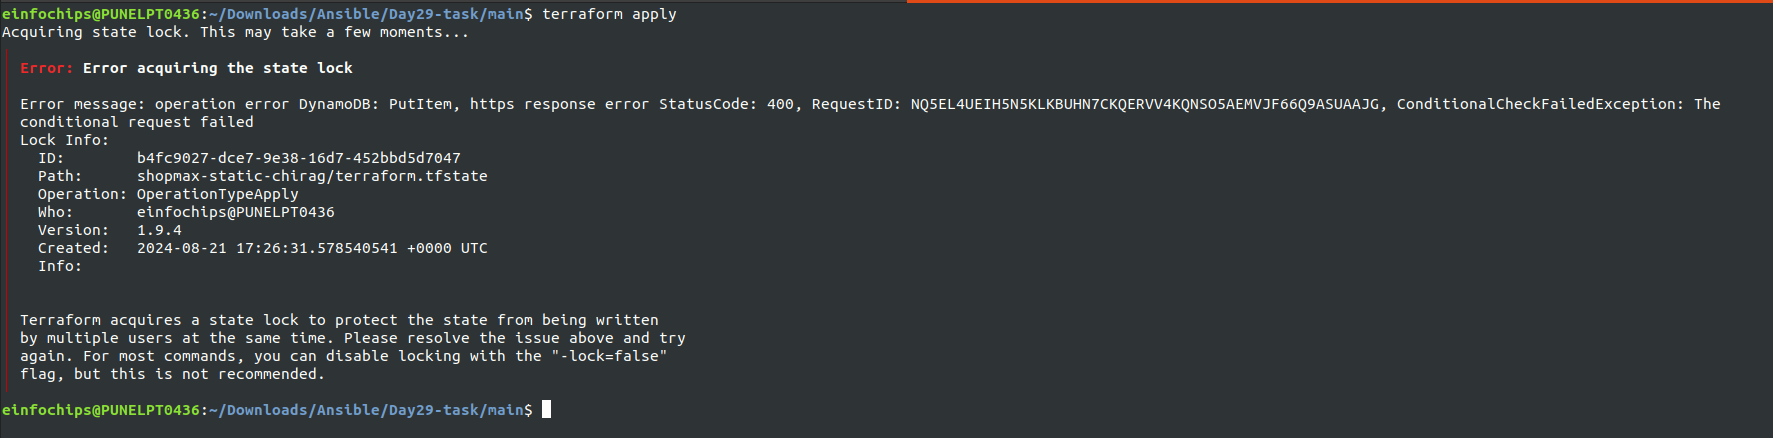 einfochips@PUNELPT0436:~/Downloads/Ansible/Day29-task/main$ terraform apply
Acquiring state lock. This may take a few moments...
Error: Error acquiring the state lock
Error message: operation error DynamoDB: PutItem, https response error StatusCode: 400, RequestID: NQ5EL4UEIH5N5KLKBUHN7CKQERVV4KQNSO5AEMVJF66Q9ASUAAJG, ConditionalCheckFailedException: The
conditional request failed
Lock Info:
  ID:        b4fc9027-dce7-9e38-16d7-452bbd5d7047
  Path:      shopmax-static-chirag/terraform.tfstate
  Operation: OperationTypeApply
  Who:       einfochips@PUNELPT0436
  Version:   1.9.4
  Created:   2024-08-21 17:26:31.578540541 +0000 UTC
  Info:
Terraform acquires a state lock to protect the state from being written
by multiple users at the same time. Please resolve the issue above and try
again. For most commands, you can disable locking with the "-lock=false"
flag, but this is not recommended.
einfochips@PUNELPT0436:~/Downloads/Ansible/Day29-task/main$